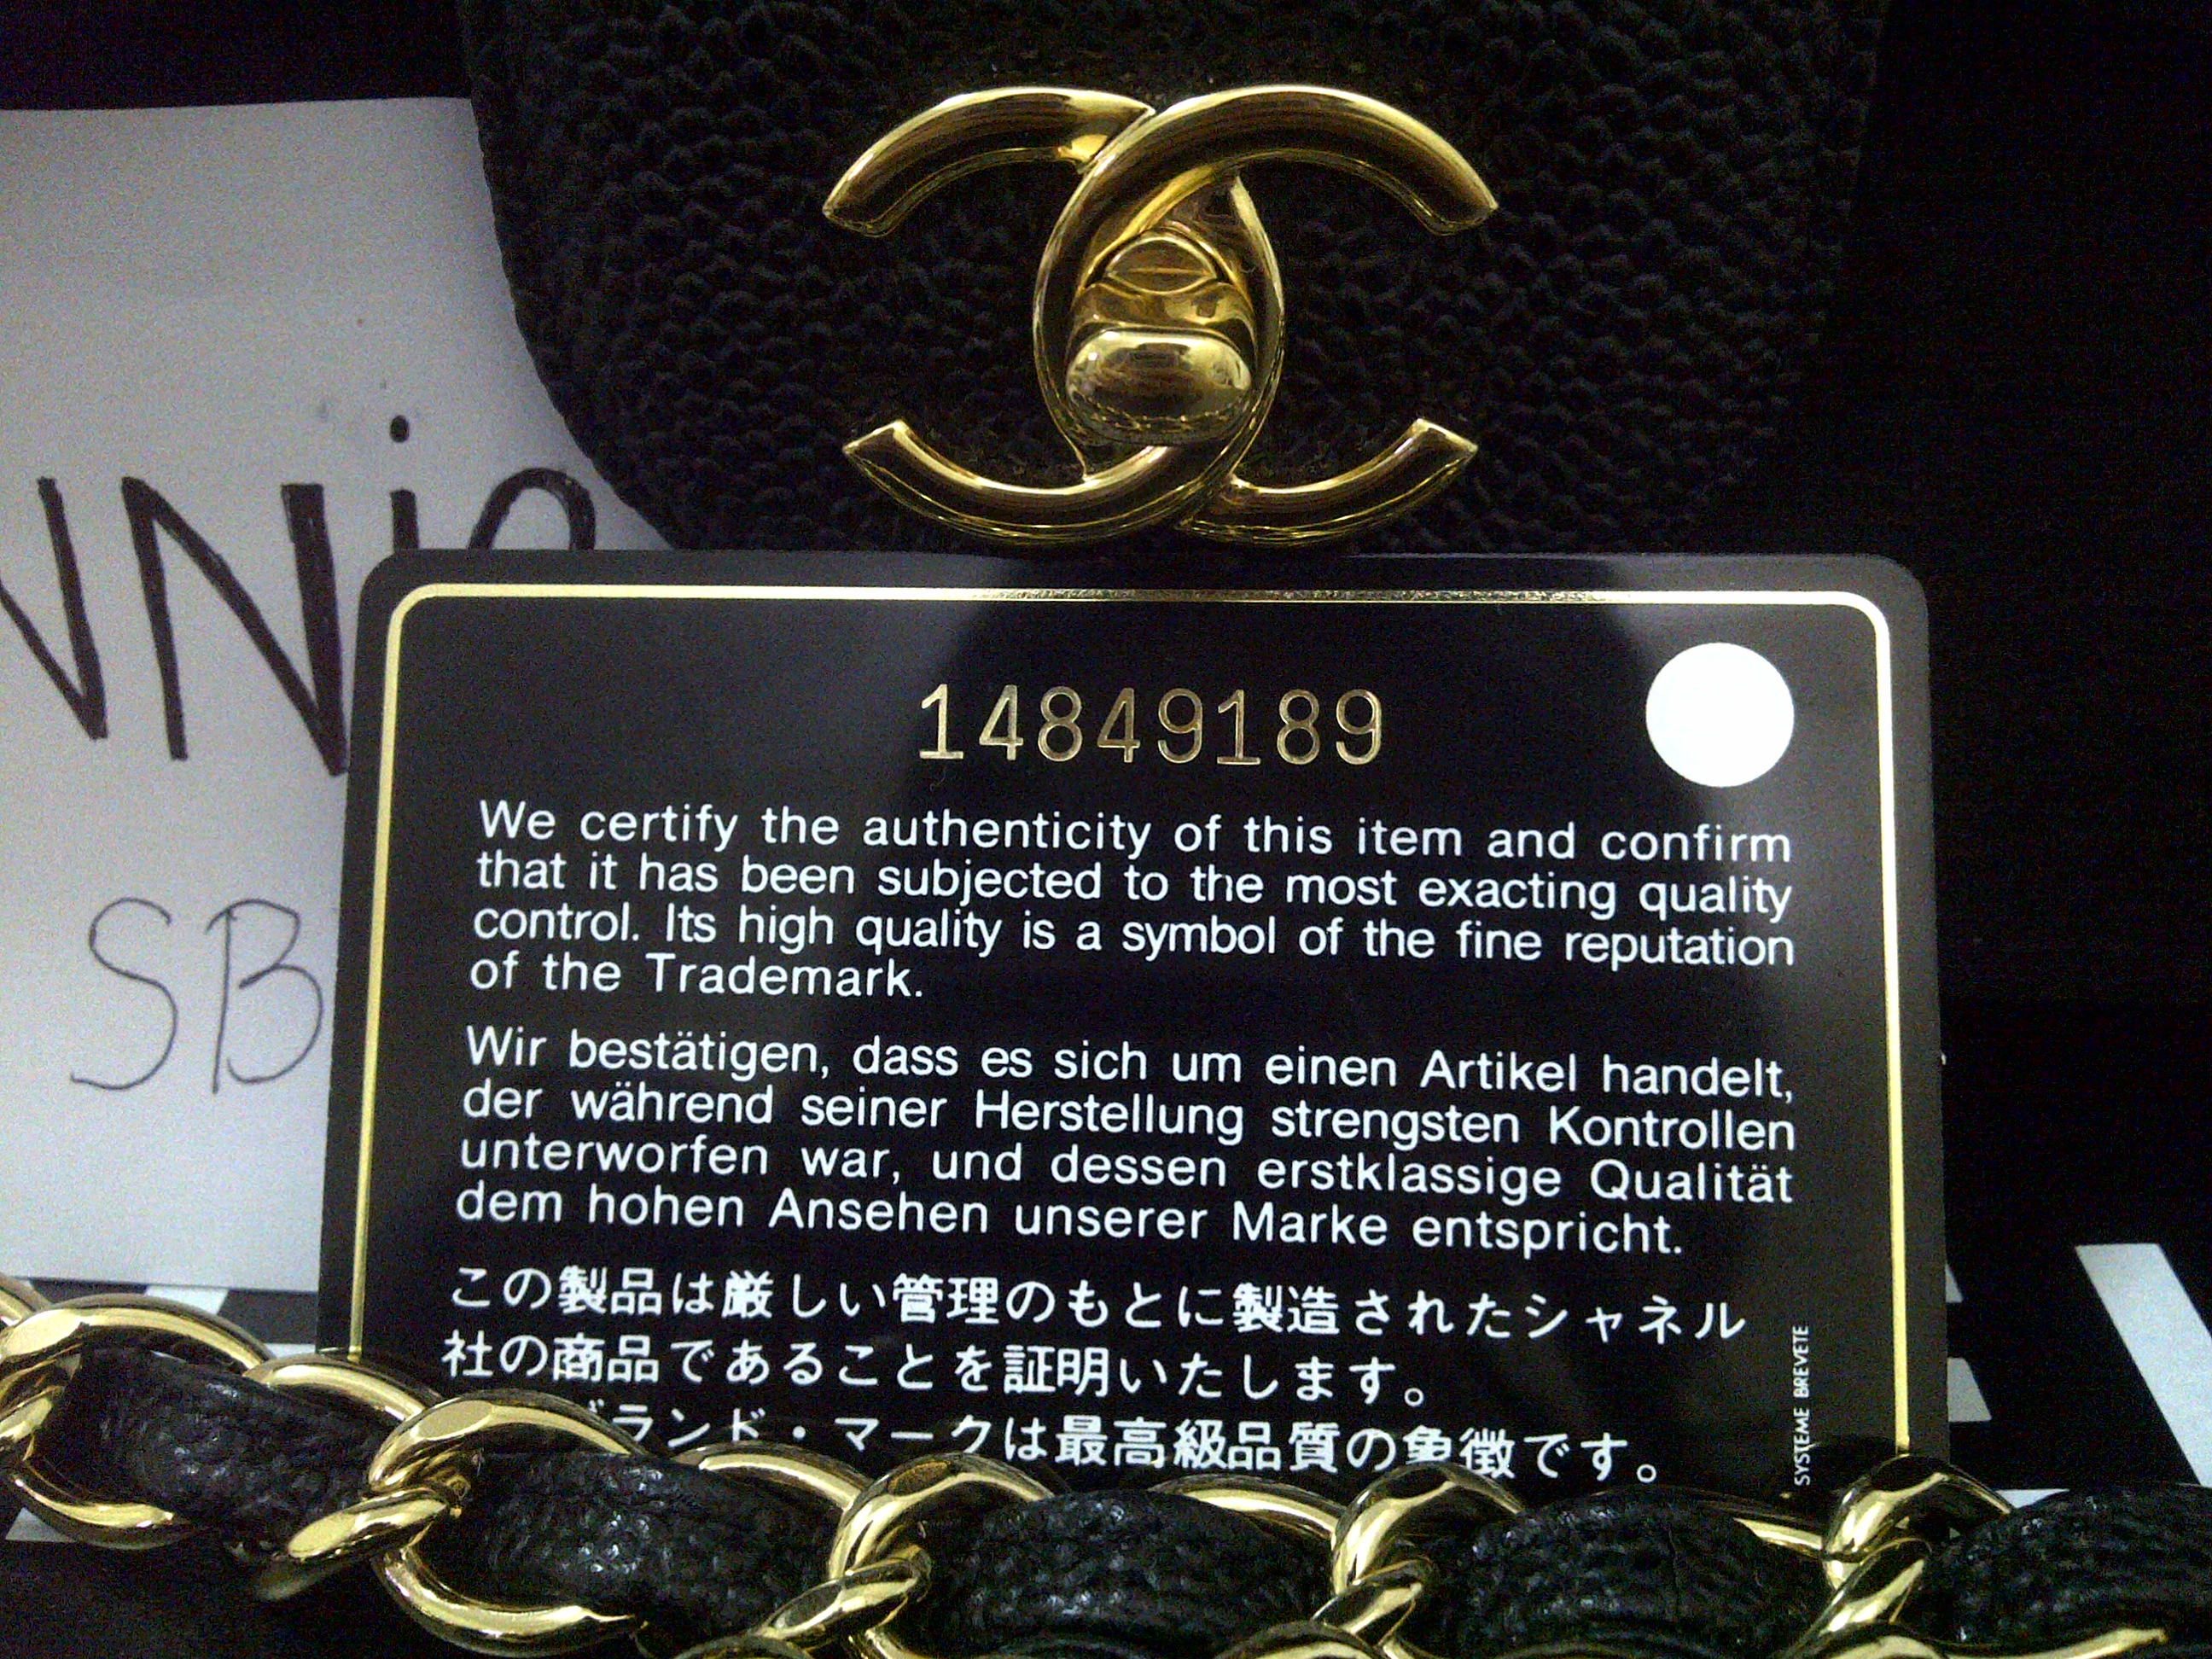 14849189
We certify the authenticity of this item and confirm
that it has been subjected to the most exacting quality
control. Its high quality is a symbol of the fine reputation
of the Trademark.
Wir bestätigen, dass es sich um einen Artikel handelt,
der während seiner Herstellung strengsten Kontrollen
unterworfen war, und dessen erstklassige Qualität
dem hohen Ansehen unserer Marke entspricht.
この製品は厳しい管理のもとに製造されたシャネル
社の商品であることを証明いたします。
ブランド・マークは最高級品質の象徴です。
SYSTEME BREVETE
SB